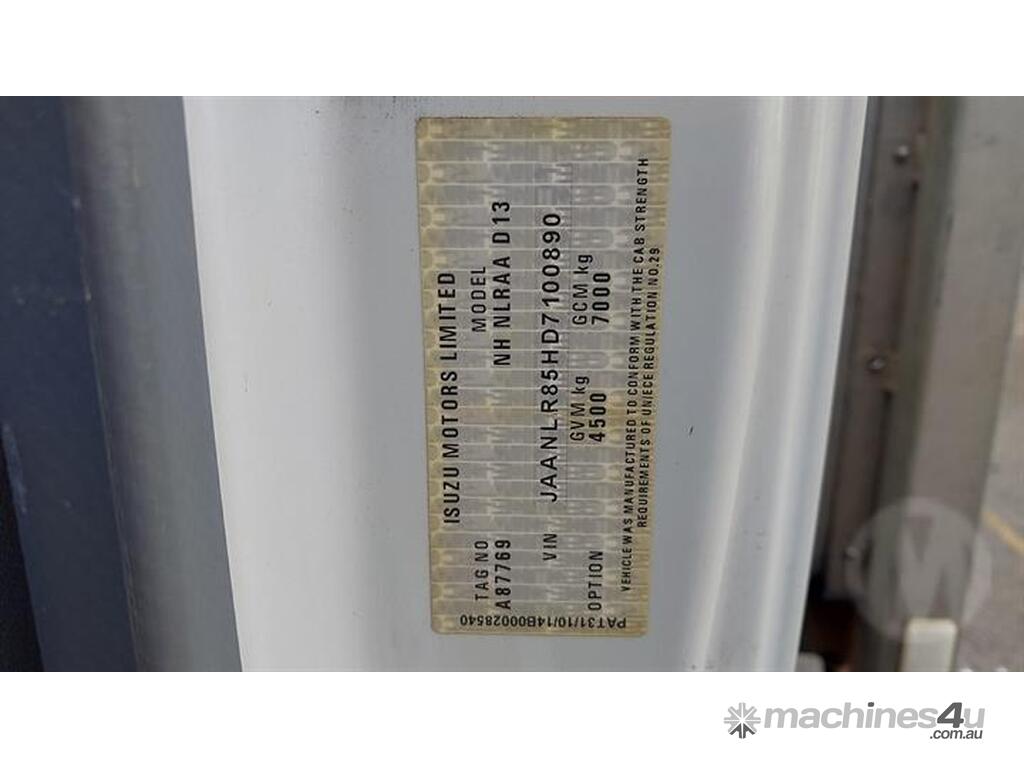 ISUZU MOTORS LIMITED
TAG NO MODEL
A87769 NH NLRAA D13
VIN JAANLR85HD7100890
OPTION GVM kg GCM kg
4500 7000
VEHICLE WAS MANUFACTURED TO CONFORM WITH THE CAB STRENGTH
REQUIREMENTS OF UNIECE REGULATION NO.29
PAT31/10/14B00028540
M
machines4u
.com.au